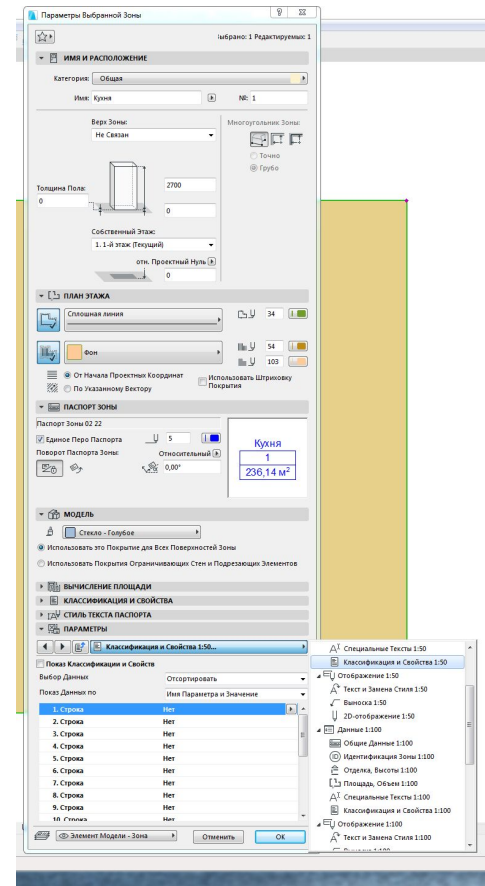 Параметры Выбранной Зоны
Выбрано: 1 Редактируемых: 1
ИМЯ И РАСПОЛОЖЕНИЕ
Категория: Общая
Имя: Кухня №: 1
Верх Зоны: Многоугольник Зоны:
Не Связан
Точно
Грубо
Толщина Пола: 2700
0
0
Собственный Этаж:
1. 1-й этаж (Текущий)
отн. Проектный Нуль
0
ПЛАН ЭТАЖА
Сплошная линия 34
Фон 54
103
От Начала Проектных Координат
По Указанному Вектору
Использовать Штриховку Покрытия
ПАСПОРТ ЗОНЫ
Паспорт Зоны 02 22
Единое Перо Паспорта 5
Поворот Паспорта Зоны: Относительный
0,00°
Кухня
1
236,14 м²
МОДЕЛЬ
Стекло - Голубое
Использовать это Покрытие для Всех Поверхностей Зоны
Использовать Покрытия Ограничивающих Стен и Подрезающих Элементов
ВЫЧИСЛЕНИЕ ПЛОЩАДИ
КЛАССИФИКАЦИЯ И СВОЙСТВА
СТИЛЬ ТЕКСТА ПАСПОРТА
ПАРАМЕТРЫ
Классификация и Свойства 1:50...
Показ Классификации и Свойств
Выбор Данных Отсортировать
Показ Данных по Имя Параметра и Значение
1. Строка Нет
2. Строка Нет
3. Строка Нет
4. Строка Нет
5. Строка Нет
6. Строка Нет
7. Строка Нет
8. Строка Нет
9. Строка Нет
10. Строка Нет
Элемент Модели - Зона Отменить ОК
Специальные Тексты 1:50
Классификация и Свойства 1:50
Отображение 1:50
Текст и Замена Стиля 1:50
Выноска 1:50
2D-отображение 1:50
Данные 1:100
Общие Данные 1:100
Идентификация Зоны 1:100
Отделка, Высоты 1:100
Площадь, Объем 1:100
Специальные Тексты 1:100
Классификация и Свойства 1:100
Отображение 1:100
Текст и Замена Стиля 1:100